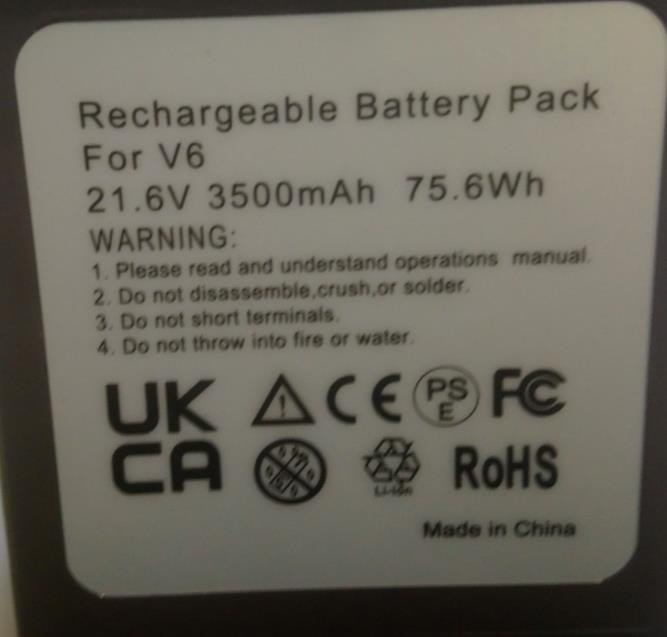 Rechargeable Battery Pack
For V6
21.6V 3500mAh 75.6Wh
WARNING:
1. Please read and understand operations manual.
2. Do not disassemble,crush,or solder.
3. Do not short terminals.
4. Do not throw into fire or water.
UK CE PS E FC
CA Li-ion RoHS
Made in China